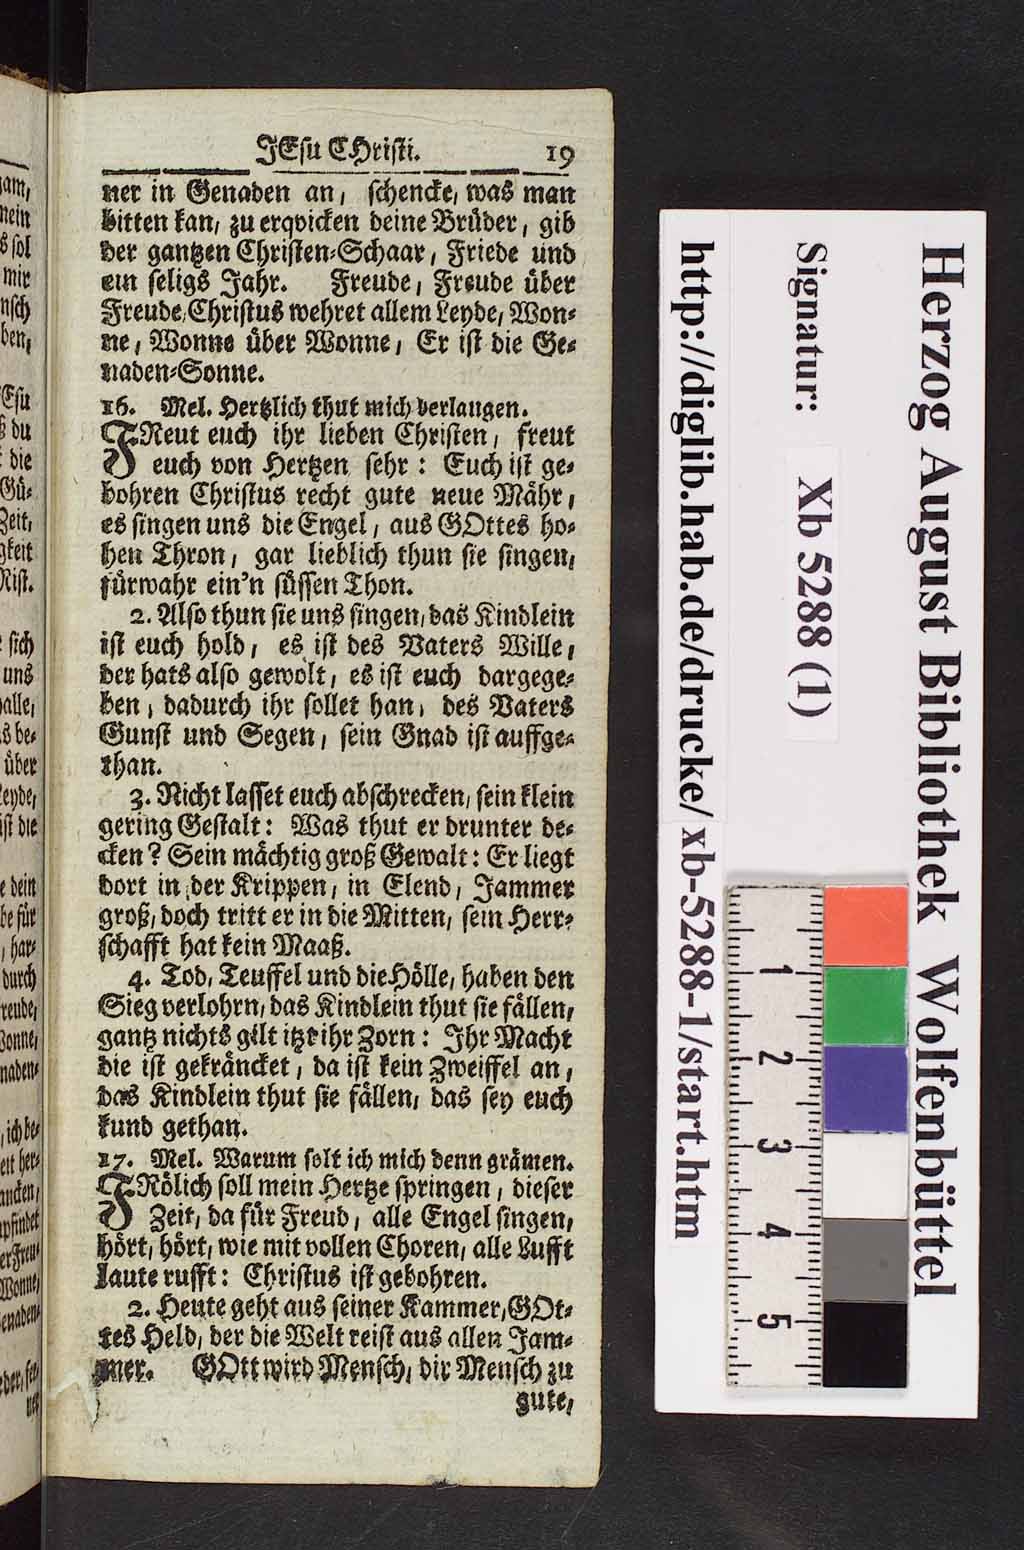 JEſu CHriſti. 19
ner in Genaden an, ſchencke, was man
bitten kan, zu erqvicken deine Brüder, gib
der gantzen Chriſten-Schaar, Friede und
ein ſeligs Jahr. Freude, Freude über
Freude, Chriſtus wehret allem Leyde, Won-
ne, Wonne über Wonne, Er iſt die Ge-
naden-Sonne.
16. Mel. Hertzlich thut mich verlangen.
FReut euch ihr lieben Chriſten, freut
euch von Hertzen ſehr: Euch iſt ge-
bohren Chriſtus recht gute neue Mähr,
es ſingen uns die Engel, aus GOttes ho-
hen Thron, gar lieblich thun ſie ſingen,
fürwahr ein'n ſüſſen Thon.
2. Alſo thun ſie uns ſingen, das Kindlein
iſt euch hold, es iſt des Vaters Wille,
der hats alſo gewolt, es iſt euch dargege-
ben, dadurch ihr ſollet han, des Vaters
Gunſt und Segen, ſein Gnad iſt auffge-
than.
3. Nicht laſſet euch abſchrecken, ſein klein
gering Geſtalt: Was thut er drunter de-
cken? Sein mächtig groß Gewalt: Er liegt
dort in der Krippen, in Elend, Jammer
groß, doch tritt er in die Mitten, ſein Herr-
ſchafft hat kein Maaß.
4. Tod, Teuffel und die Hölle, haben den
Sieg verlohrn, das Kindlein thut ſie fällen,
gantz nichts gilt itzt ihr Zorn: Ihr Macht
die iſt gekräncket, da iſt kein Zweiffel an,
das Kindlein thut ſie fällen, das ſey euch
kund gethan.
17. Mel. Warum ſolt ich mich denn grämen.
FRölich ſoll mein Hertze ſpringen, dieſer
Zeit, da für Freud, alle Engel ſingen,
hört, hört, wie mit vollen Choren, alle Lufft
laute rufft: Chriſtus iſt gebohren.
2. Heute geht aus ſeiner Kammer, GOt-
tes Held, der die Welt reiſt aus allen Jam-
mer. GOtt wird Menſch, dir Menſch zu
gute,
Herzog August Bibliothek Wolfenbüttel
Signatur: Xb 5288 (1)
http://diglib.hab.de/drucke/xb-5288-1/start.htm
1
2
3
4
5